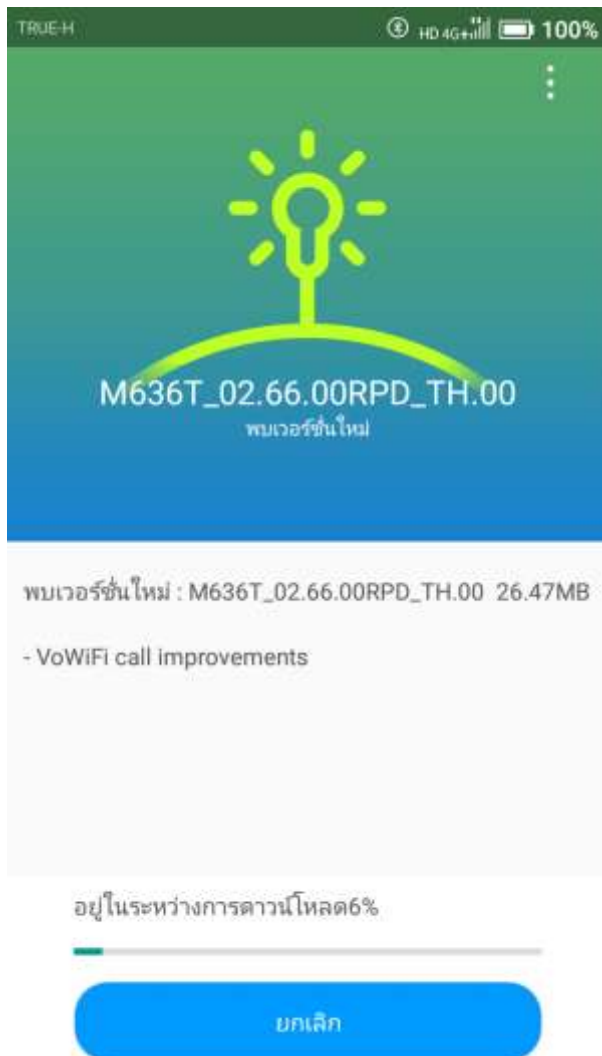 TRUE-H HD 4G+ 100%
M636T_02.66.00RPD_TH.00
พบเวอร์ชั่นใหม่
พบเวอร์ชั่นใหม่ : M636T_02.66.00RPD_TH.00 26.47MB
- VoWiFi call improvements
อยู่ในระหว่างการดาวน์โหลด6%
ยกเลิก